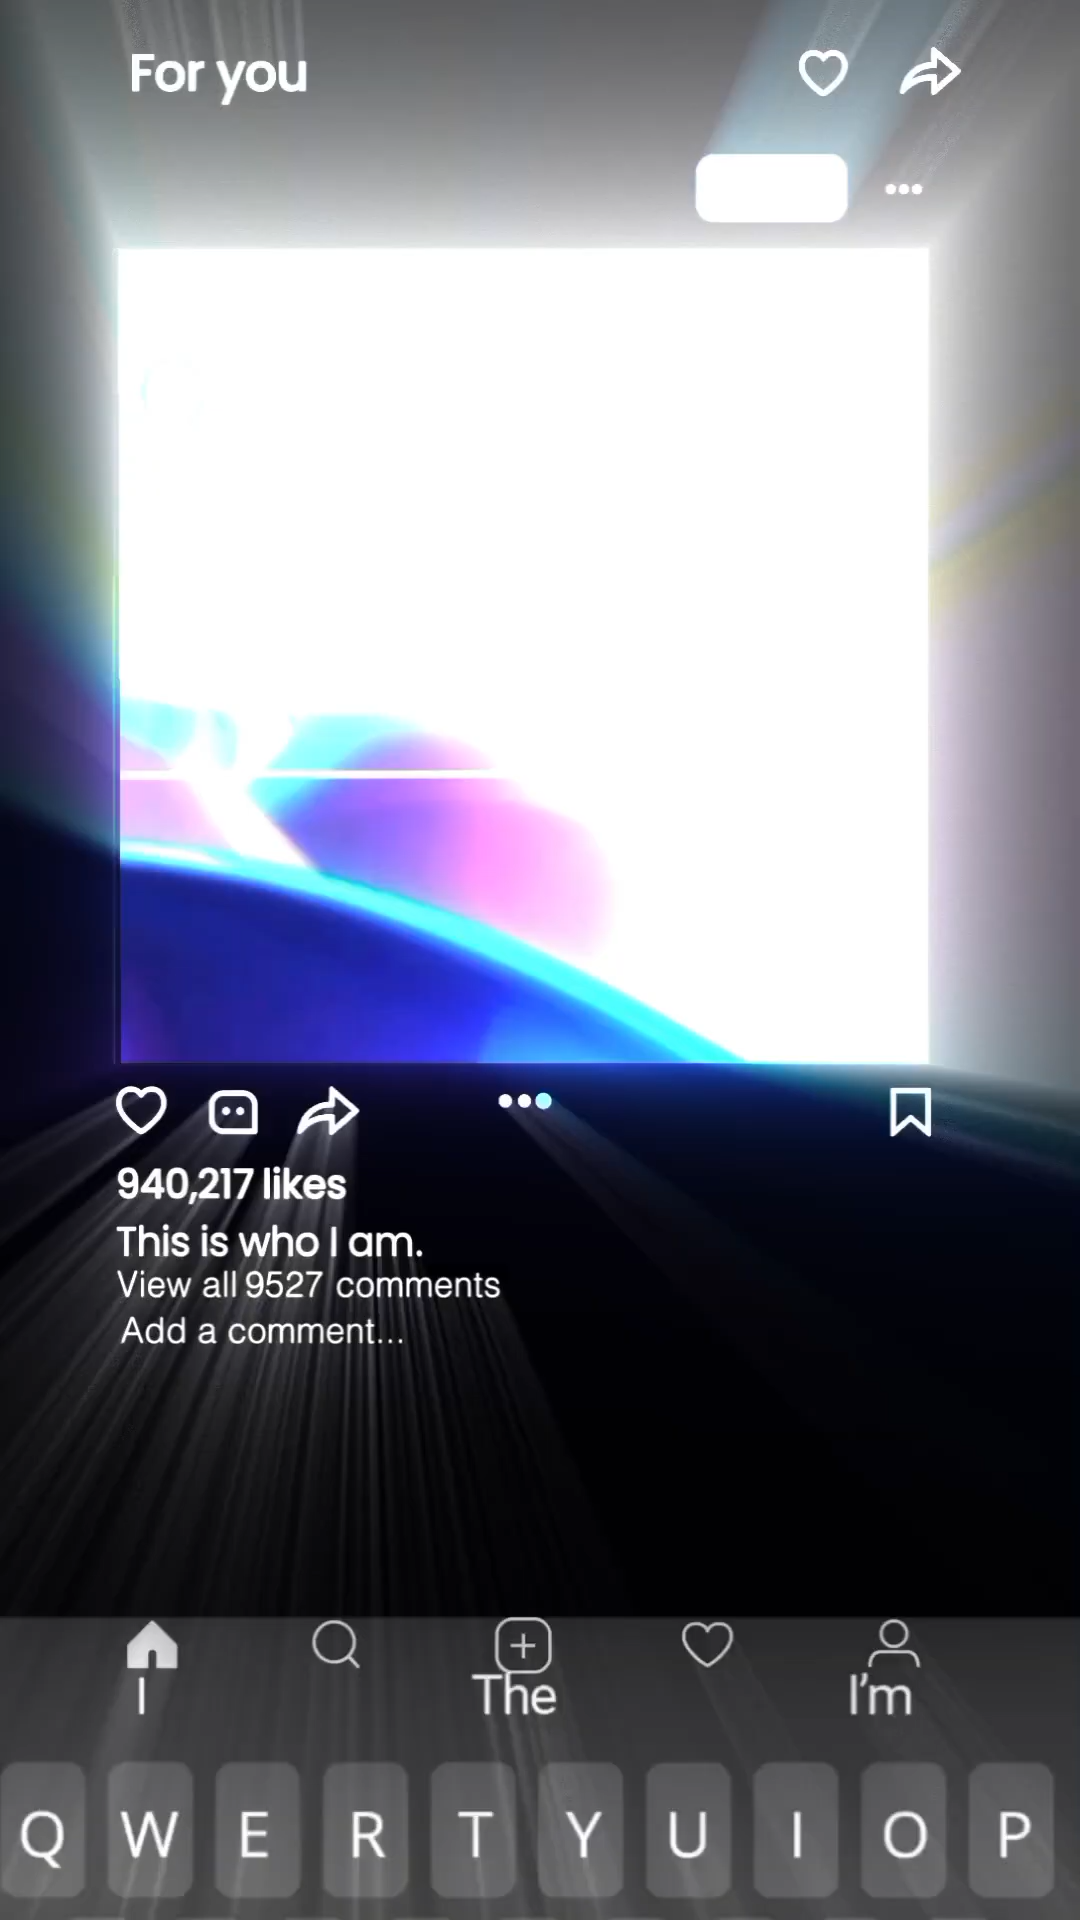 For you
940,217 likes
This is who I am.
View all 9527 comments
Add a comment...
I The I'm
Q W E R T Y U I O P